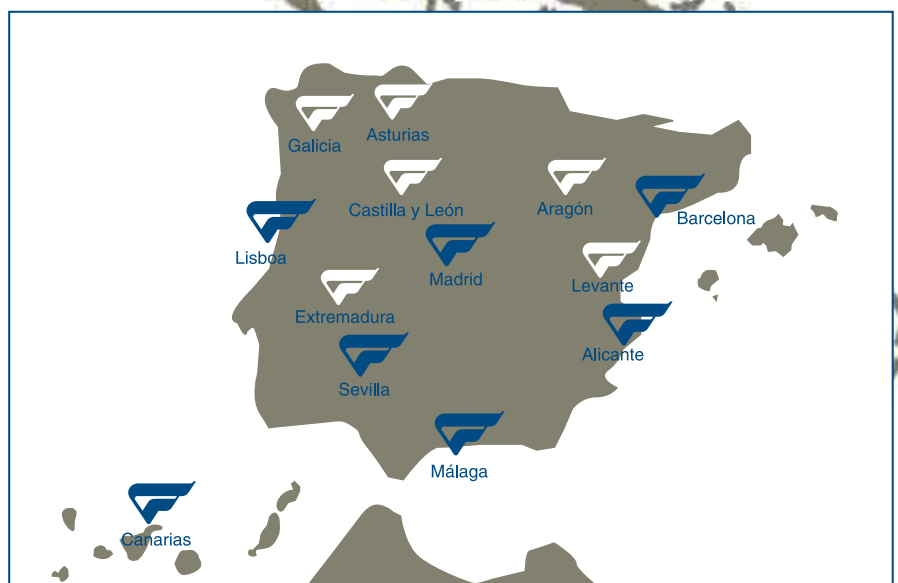 Asturias
Galicia
Castilla y León
Aragón
Barcelona
Lisboa
Madrid
Levante
Extremadura
Alicante
Sevilla
Málaga
Canarias